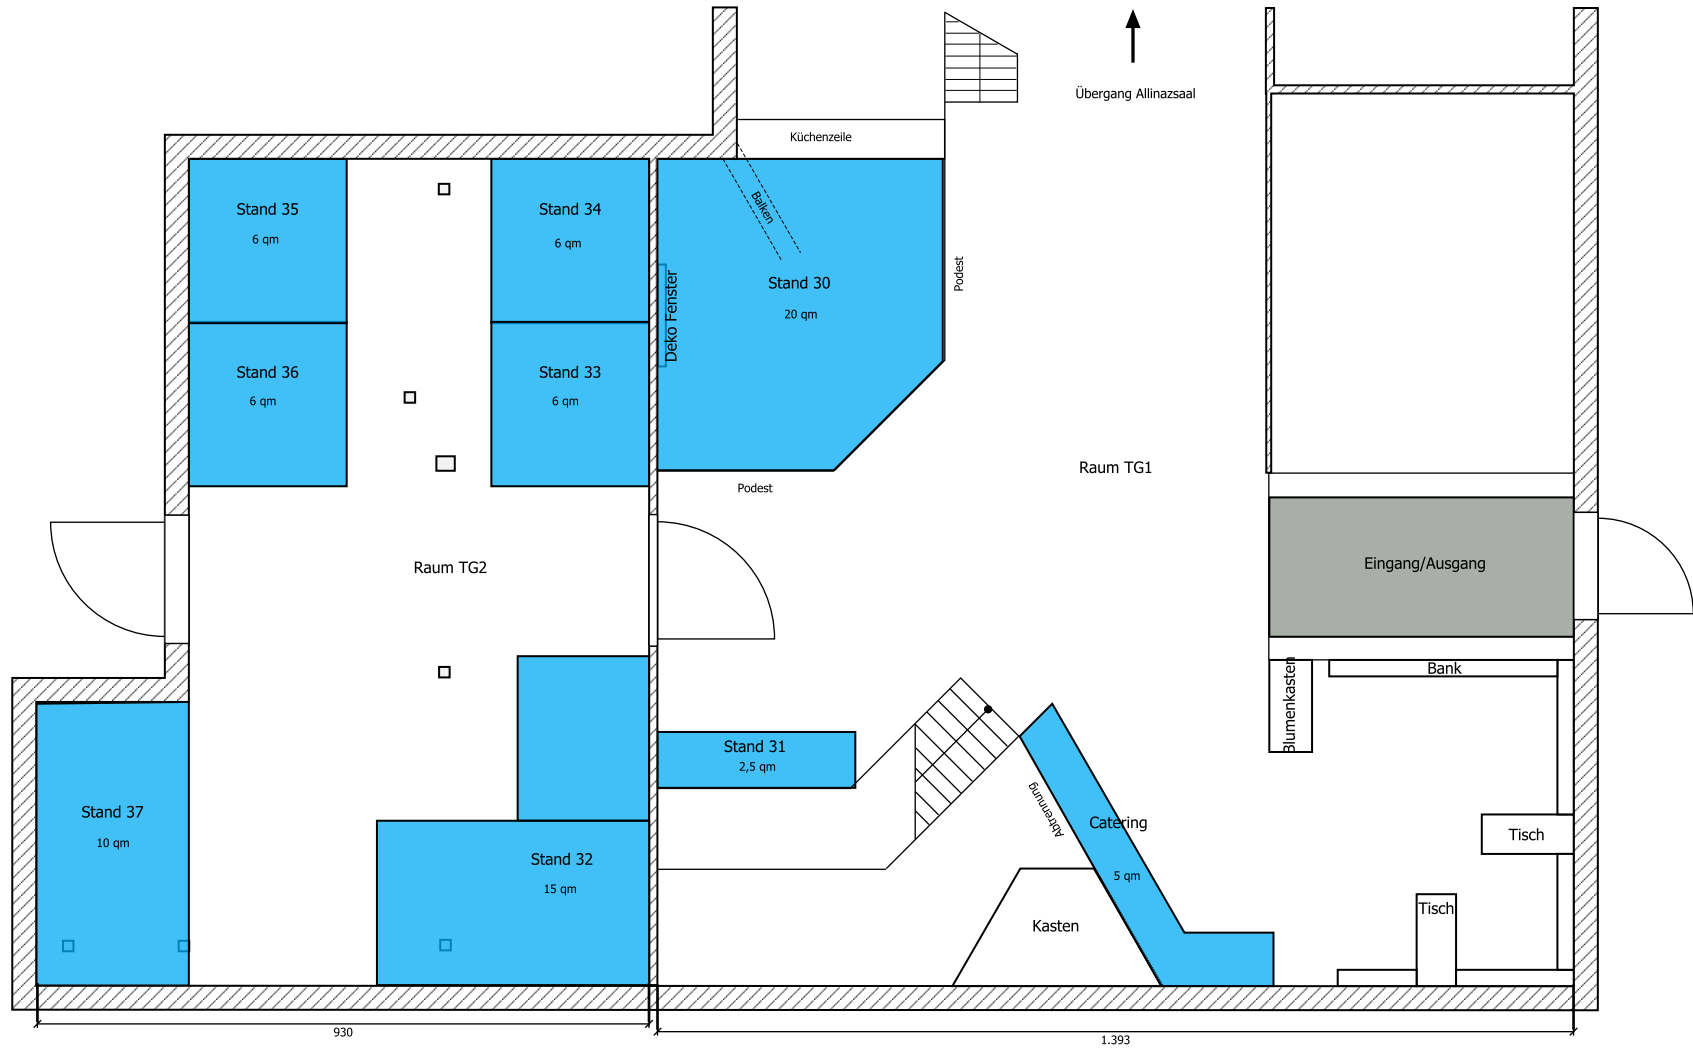 Übergang Allinazsaal
Küchenzeile
Stand 35
6 qm
Stand 34
6 qm
Balken
Stand 30
20 qm
Deko Fenster
Podest
Stand 36
6 qm
Stand 33
6 qm
Podest
Raum TG1
Raum TG2
Eingang/Ausgang
Blumenkasten
Bank
Stand 31
2,5 qm
Stand 37
10 qm
Stand 32
15 qm
Abtrennung
Catering
5 qm
Tisch
Tisch
Kasten
930
1.393